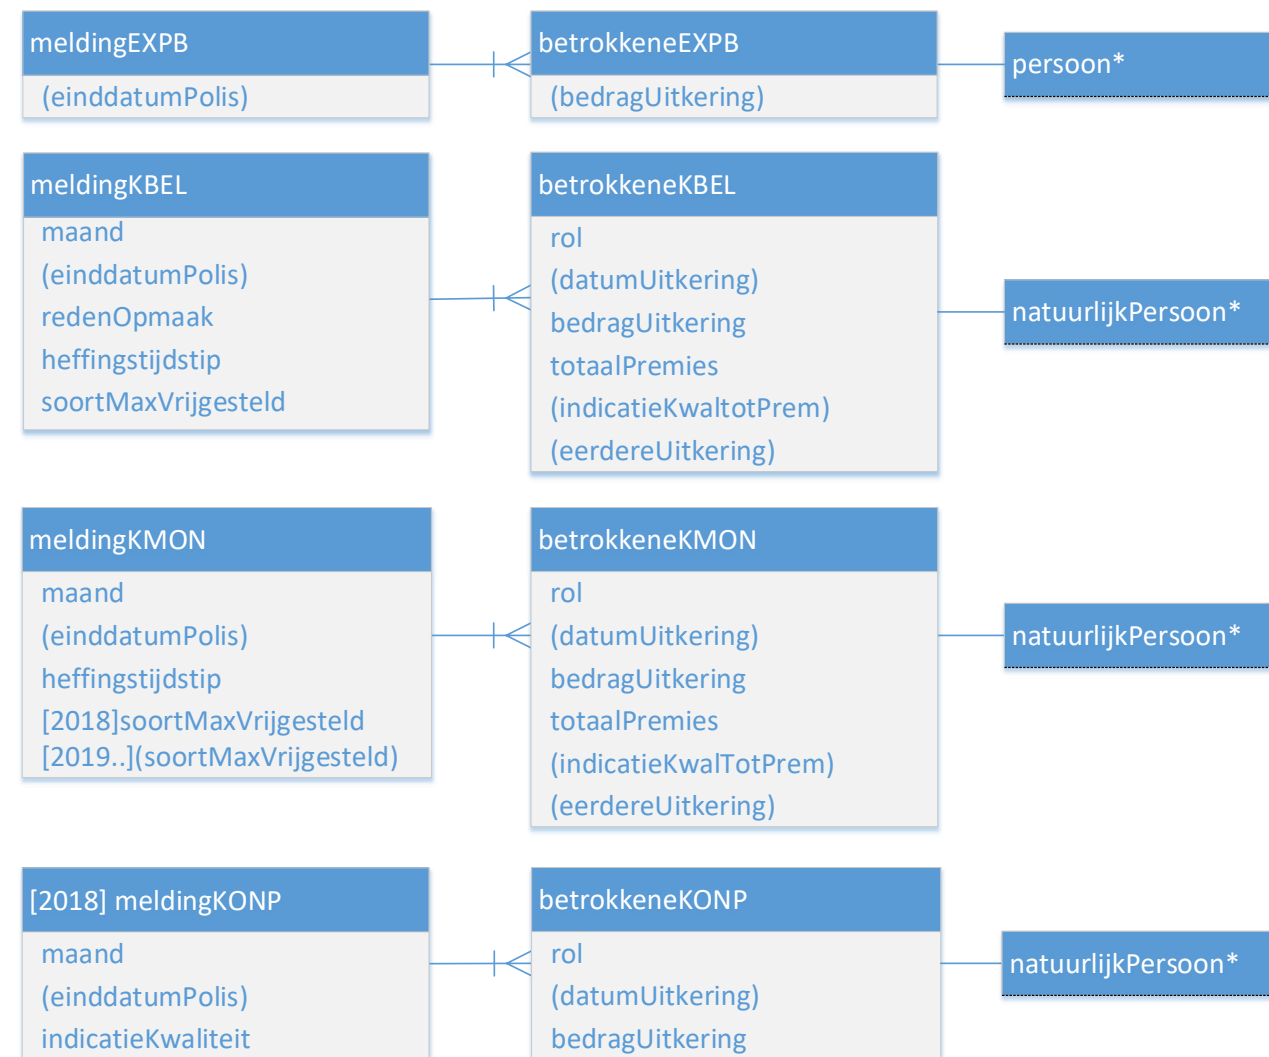 meldingEXPB
(einddatumPolis)
betrokkeneEXPB
(bedragUitkering)
persoon*
meldingKBEL
maand
(einddatumPolis)
redenOpmaak
heffingstijdstip
soortMaxVrijgesteld
betrokkeneKBEL
rol
(datumUitkering)
bedragUitkering
totaalPremies
(indicatieKwaltotPrem)
(eerdereUitkering)
natuurlijkPersoon*
meldingKMON
maand
(einddatumPolis)
heffingstijdstip
[2018]soortMaxVrijgesteld
[2019..](soortMaxVrijgesteld)
betrokkeneKMON
rol
(datumUitkering)
bedragUitkering
totaalPremies
(indicatieKwalTotPrem)
(eerdereUitkering)
natuurlijkPersoon*
[2018] meldingKONP
maand
(einddatumPolis)
indicatieKwaliteit
betrokkeneKONP
rol
(datumUitkering)
bedragUitkering
natuurlijkPersoon*